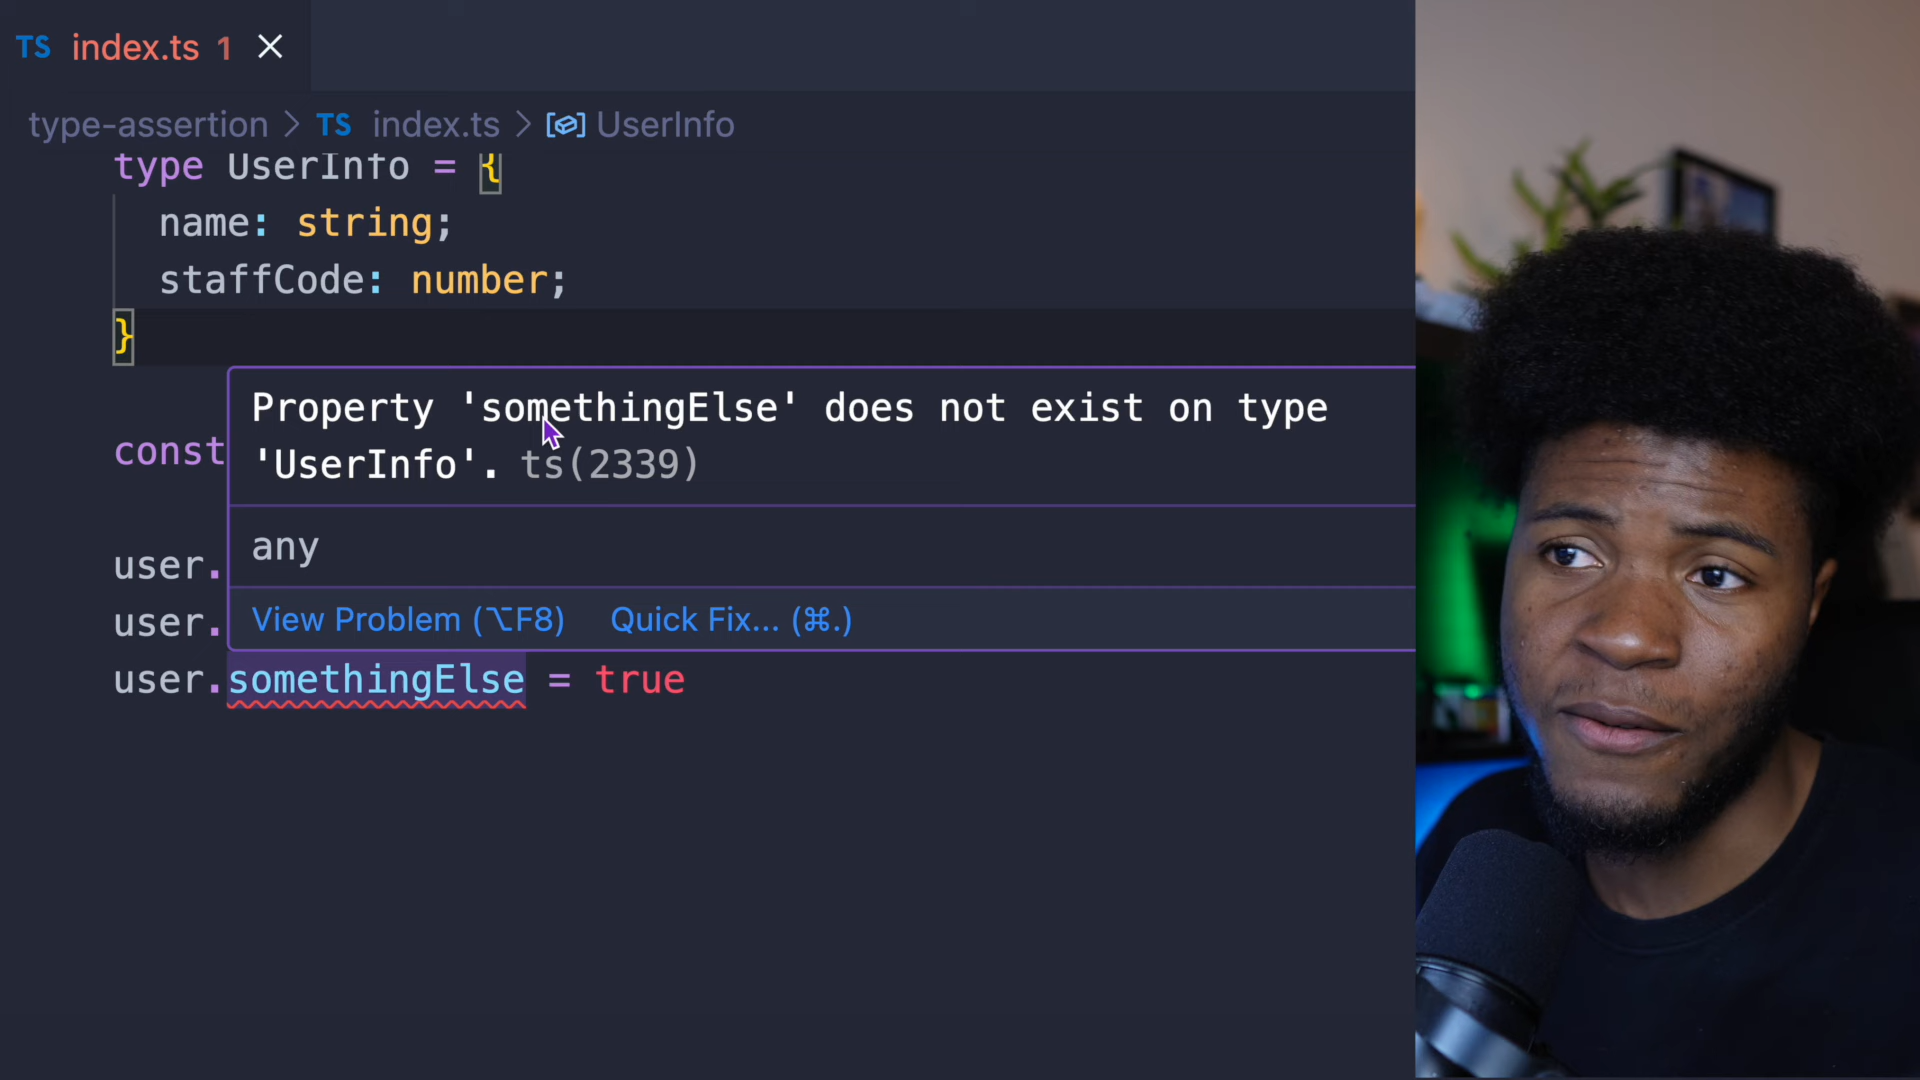 TS index.ts 1
type-assertion > TS index.ts > UserInfo
type UserInfo = {
name: string;
staffCode: number;
}
Property 'somethingElse' does not exist on type
'UserInfo'. ts(2339)
const
any
user.
user.
View Problem (⌥F8) Quick Fix... (⌘.)
user.somethingElse = true